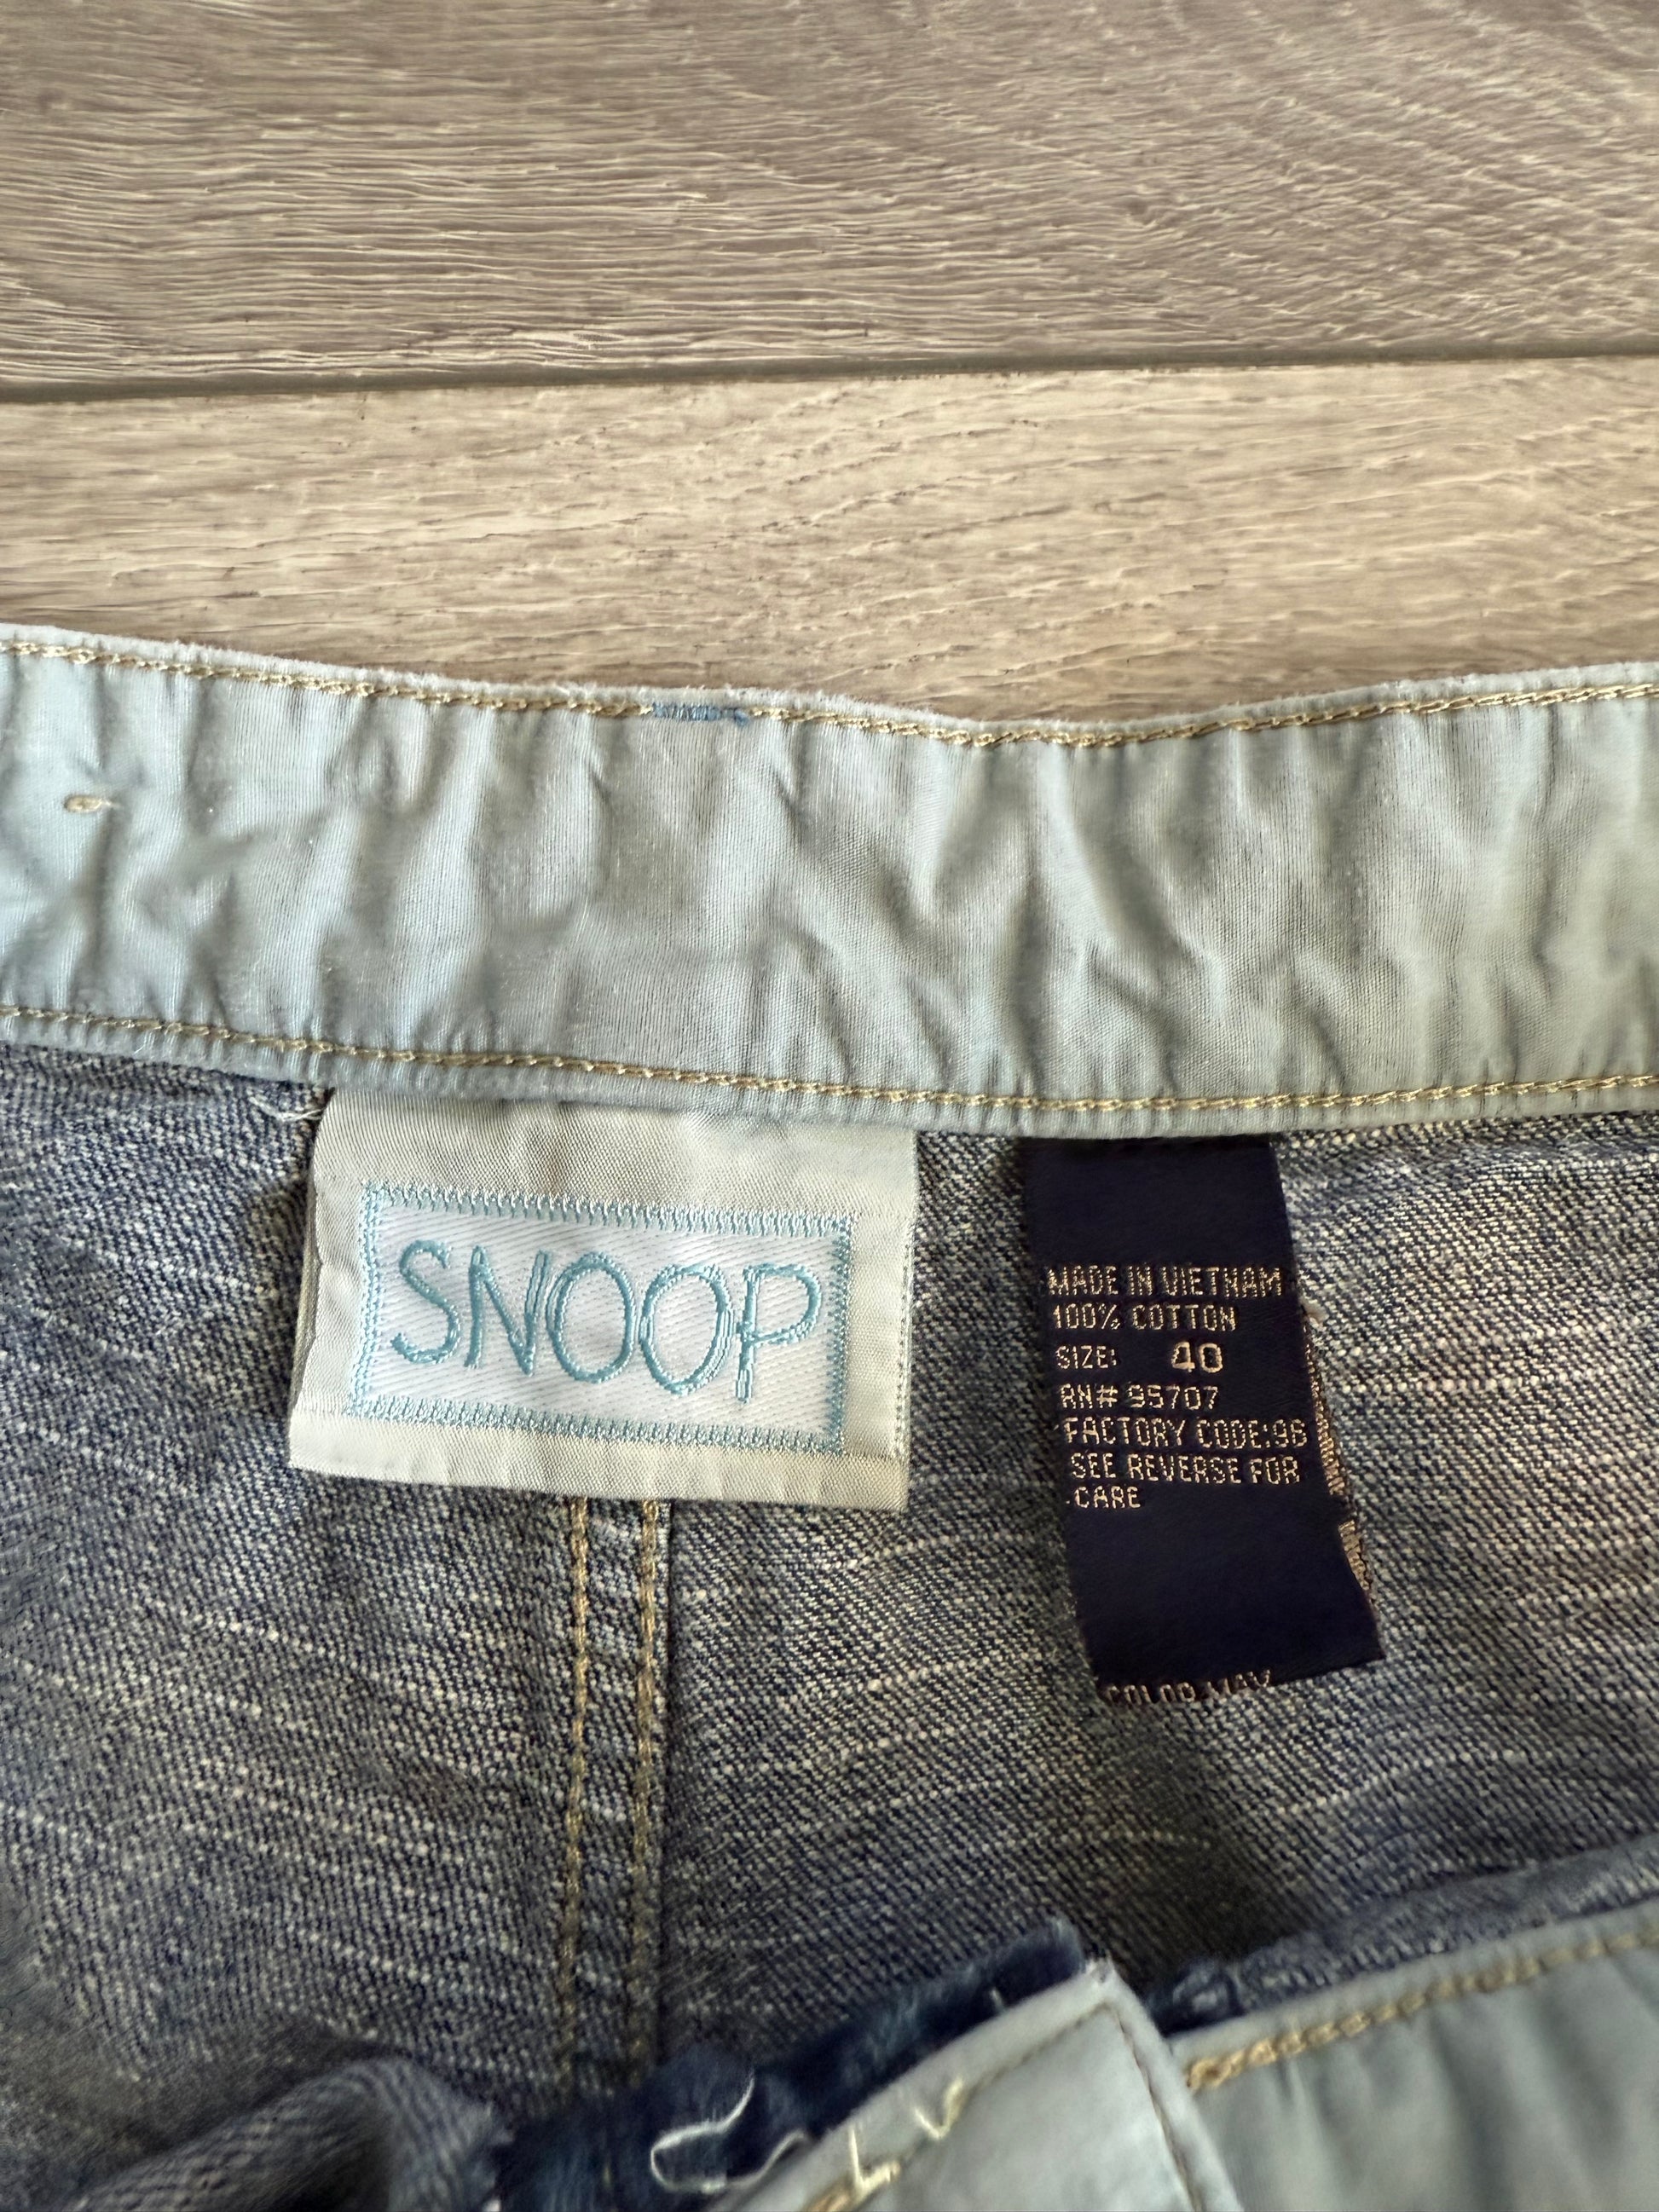 SNOOP
MADE IN VIETNAM
100% COTTON
SIZE: 40
RN# 95707
FACTORY CODE:96
SEE REVERSE FOR
CARE